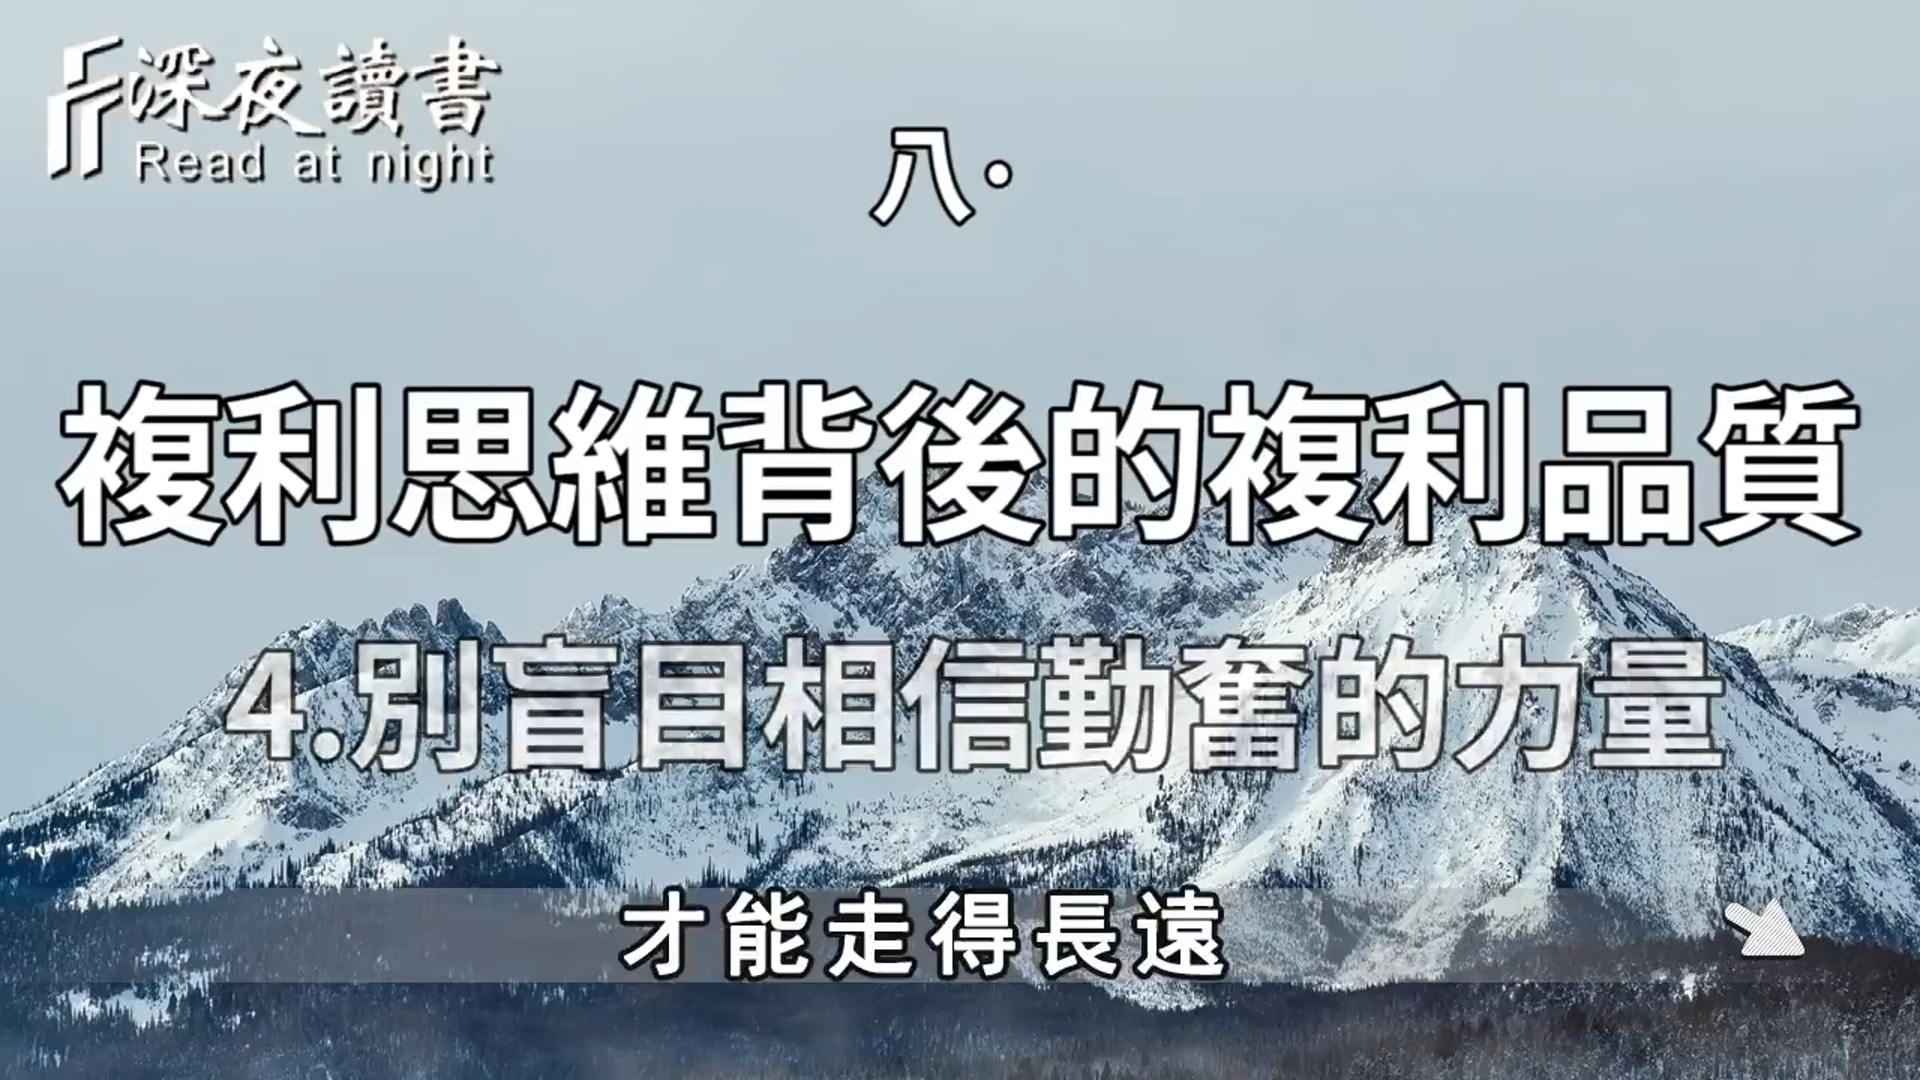 深夜讀書
Read at night
八·
複利思維背後的複利品質
4.別盲目相信勤奮的力量
才能走得長遠